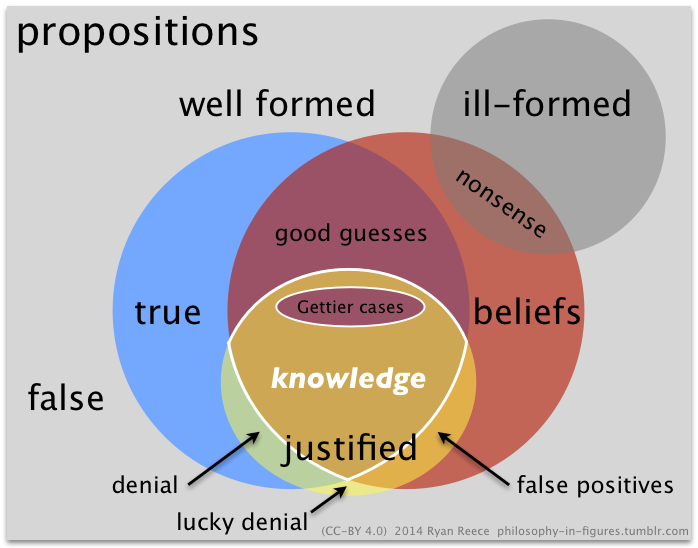 propositions
well formed
ill-formed
nonsense
good guesses
true
Gettier cases
beliefs
knowledge
false
justified
denial
false positives
lucky denial
(CC-BY 4.0) 2014 Ryan Reece philosophy-in-figures.tumblr.com